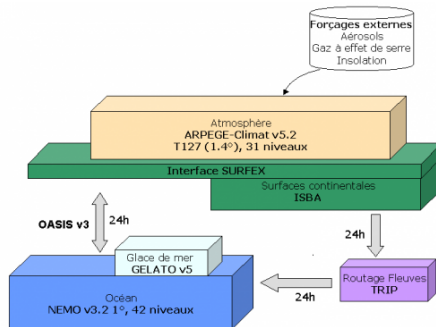 Forçages externes
Aérosols
Gaz à effet de serre
Insolation
Atmosphère
ARPEGE-Climat v5.2
T127 (1.4°), 31 niveaux
Interface SURFEX
Surfaces continentales
ISBA
OASIS v3
24h
24h
Glace de mer
GELATO v5
Routage Fleuves
TRIP
Océan
NEMO v3.2 1°, 42 niveaux
24h